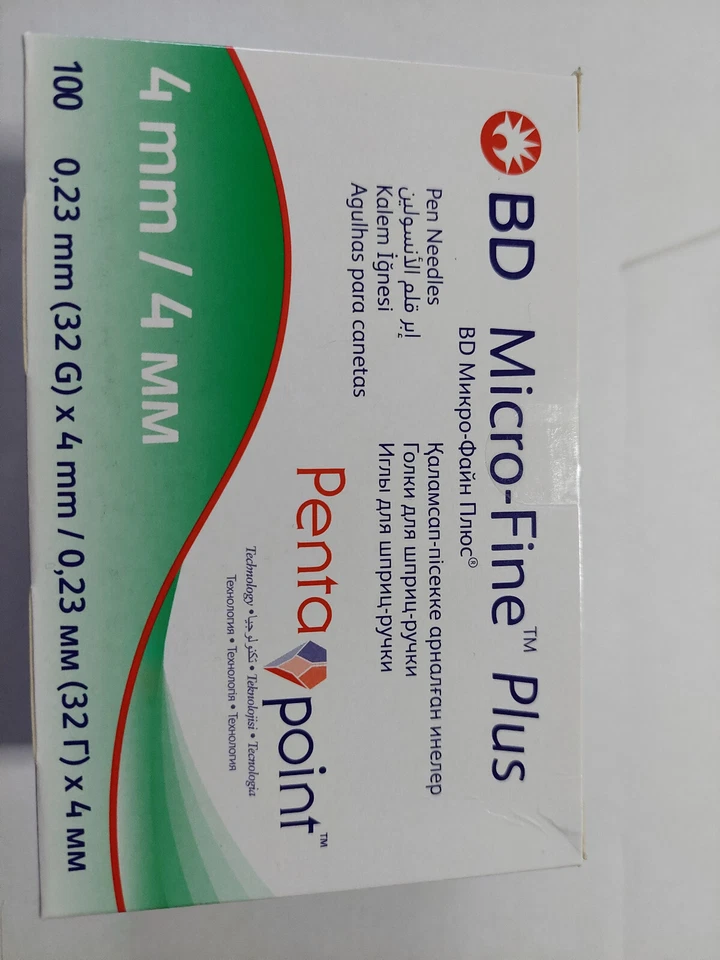 BD Micro-Fine™ Plus
BD Микро-Файн Плюс®
Pen Needles
إبر قلم الأنسولين
Kalem İğnesi
Agulhas para canetas
Қаламсап-пісекке арналған инелер
Голки для шприц-ручки
Иглы для шприц-ручки
Penta point™
Technology • تكنولوجيا • Teknolojisi • Tecnologia
Технология • Технологія • Технология
4 mm / 4 мм
100 0,23 mm (32 G) x 4 mm / 0,23 мм (32 Г) x 4 мм